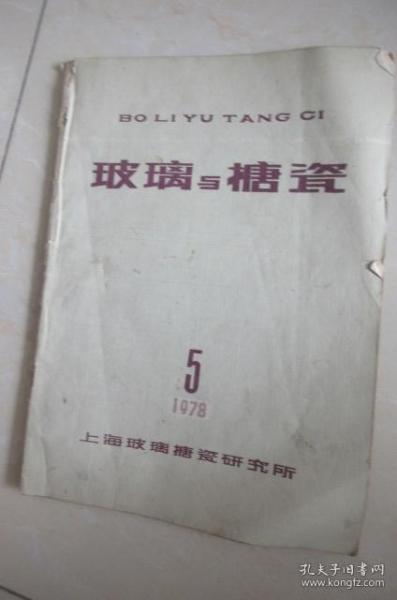 BO LI YU TANG CI
玻璃与搪瓷
5
1978
上海玻璃搪瓷研究所
孔夫子旧书网
www.kongfz.com